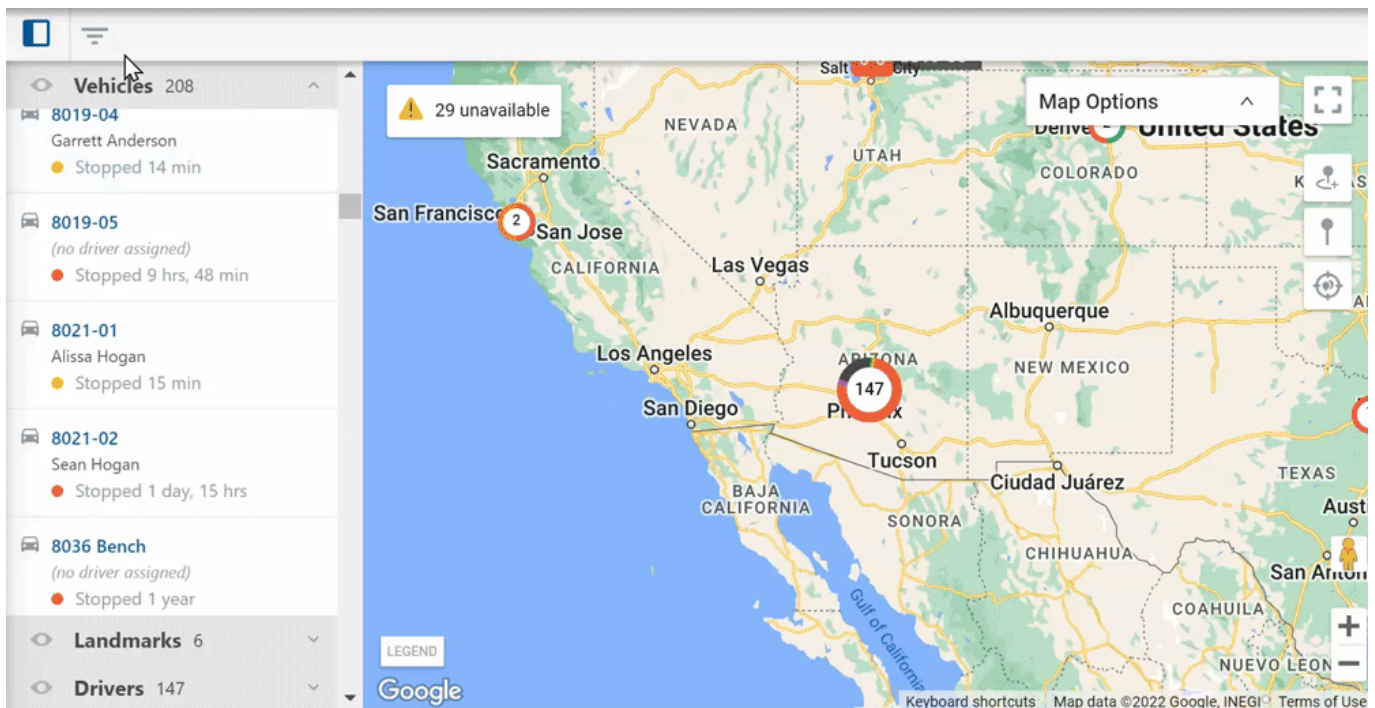 Vehicles 208
8019-04
Garrett Anderson
Stopped 14 min
8019-05
(no driver assigned)
Stopped 9 hrs, 48 min
8021-01
Alissa Hogan
Stopped 15 min
8021-02
Sean Hogan
Stopped 1 day, 15 hrs
8036 Bench
(no driver assigned)
Stopped 1 year
Landmarks 6
Drivers 147
29 unavailable
Map Options
Salt City
NEVADA
UTAH
Denve
United States
COLORADO
Sacramento
San Francisco
2
San Jose
CALIFORNIA
Las Vegas
Albuquerque
Los Angeles
ARIZONA
NEW MEXICO
147
San Diego
Tucson
Ciudad Juárez
TEXAS
BAJA
CALIFORNIA
SONORA
Aust
CHIHUAHUA
San Anton
COAHUILA
Gulf of California
NUEVO LEON
LEGEND
Google
Keyboard shortcuts
Map data ©2022 Google, INEGI
Terms of Use